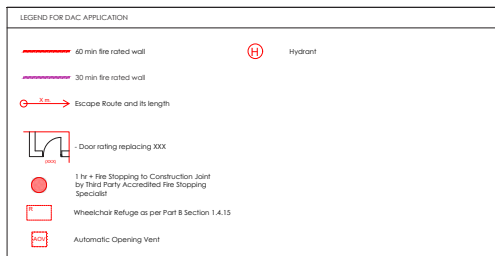 LEGEND FOR DAC APPLICATION
60 min fire rated wall
H
Hydrant
30 min fire rated wall
X m.
Escape Route and its length
- Door rating replacing XXX
(XXX)
1 hr + Fire Stopping to Construction Joint
by Third Party Accredited Fire Stopping
Specialist
R
Wheelchair Refuge as per Part B Section 1.4.15
AOV
Automatic Opening Vent